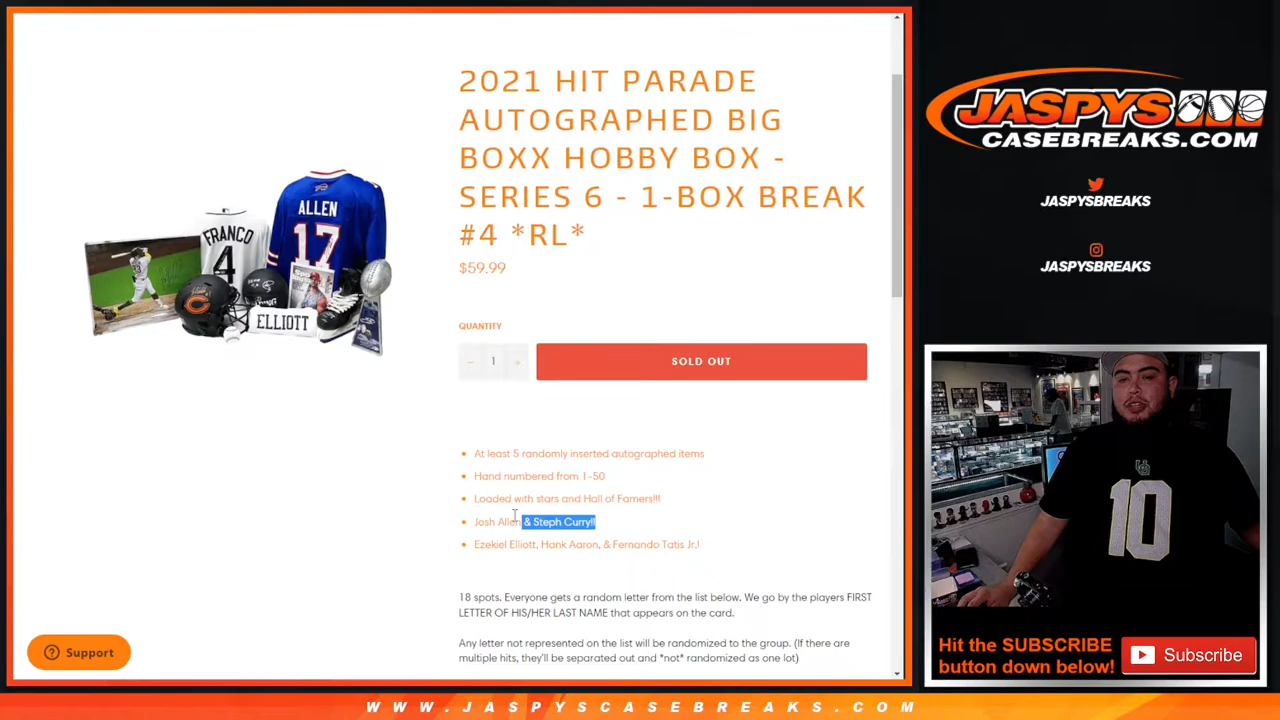 2021 HIT PARADE
AUTOGRAPHED BIG
BOXX HOBBY BOX -
SERIES 6 - 1-BOX BREAK
#4 *RL*
$59.99
QUANTITY
− 1 +
SOLD OUT
• At least 5 randomly inserted autographed items
• Hand numbered from 1-50
• Loaded with stars and Hall of Famers!!!
• Josh Allen & Steph Curry!!
• Ezekiel Elliott, Hank Aaron, & Fernando Tatis Jr.!
18 spots. Everyone gets a random letter from the list below. We go by the players FIRST
LETTER OF HIS/HER LAST NAME that appears on the card.
Any letter not represented on the list will be randomized to the group. (If there are
multiple hits, they'll be separated out and *not* randomized as one lot)
ALLEN
17
FRANCO
4
ELLIOTT
Support
JASPYS
CASEBREAKS.COM
JASPYSBREAKS
JASPYSBREAKS
10
Hit the SUBSCRIBE
button down below!
Subscribe
WWW.JASPYSCASEBREAKS.COM